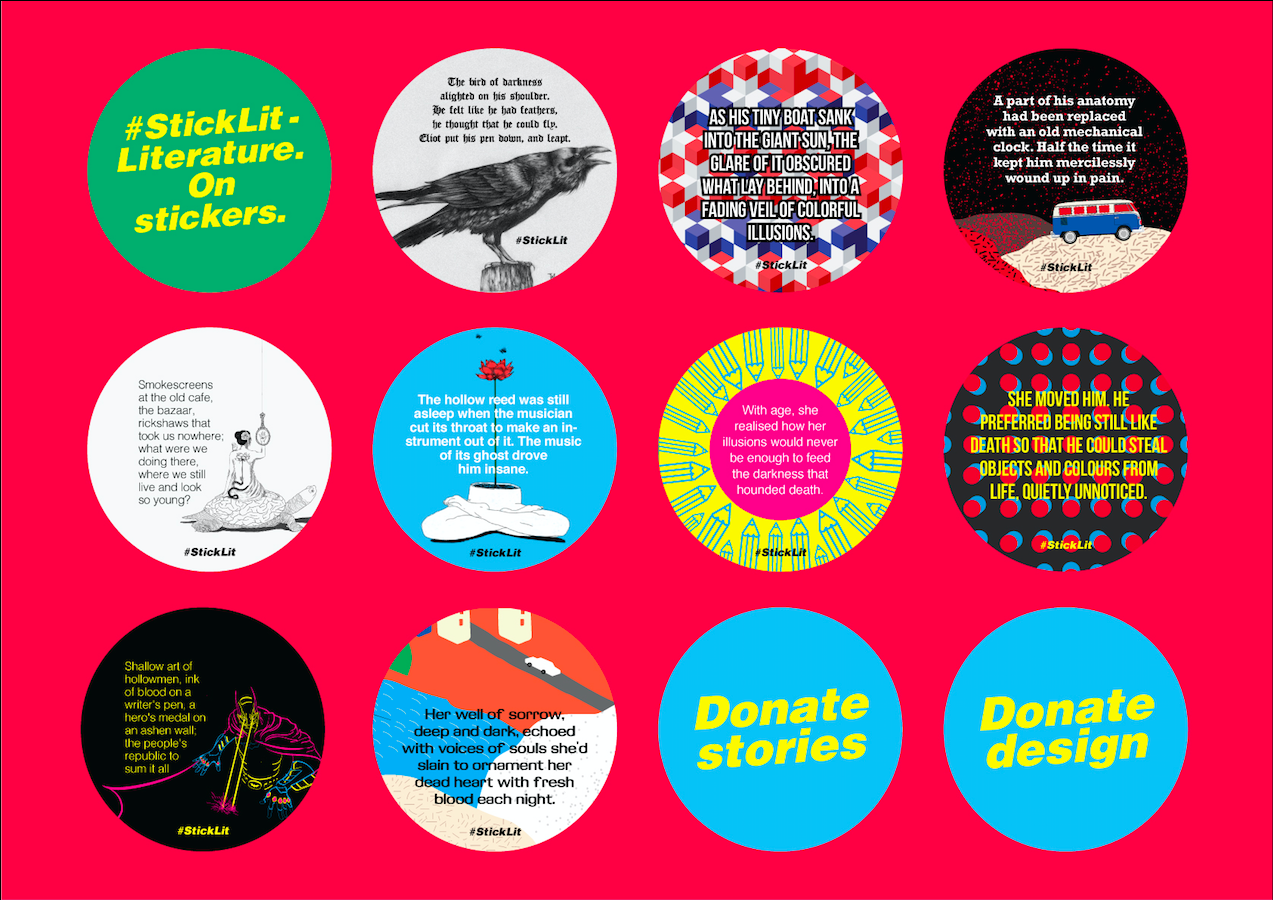 #StickLit -
Literature.
On
stickers.
The bird of darkness
alighted on his shoulder.
He felt like he had feathers,
he thought that he could fly.
Eliot put his pen down, and leapt.
#StickLit
AS HIS TINY BOAT SANK
INTO THE GIANT SUN, THE
GLARE OF IT OBSCURED
WHAT LAY BEHIND, INTO A
FADING VEIL OF COLORFUL
ILLUSIONS.
#StickLit
A part of his anatomy
had been replaced
with an old mechanical
clock. Half the time it
kept him mercilessly
wound up in pain.
#StickLit
Smokescreens
at the old cafe,
the bazaar,
rickshaws that
took us nowhere;
what were we
doing there,
where we still
live and look
so young?
#StickLit
The hollow reed was still
asleep when the musician
cut its throat to make an in-
strument out of it. The music
of its ghost drove
him insane.
#StickLit
With age, she
realised how her
illusions would never
be enough to feed
the darkness that
hounded death.
#StickLit
SHE MOVED HIM. HE
PREFERRED BEING STILL LIKE
DEATH SO THAT HE COULD STEAL
OBJECTS AND COLOURS FROM
LIFE, QUIETLY UNNOTICED.
#StickLit
Shallow art of
hollowmen, ink
of blood on a
writer's pen, a
hero's medal on
an ashen wall;
the people's
republic to
sum it all
#StickLit
Her well of sorrow,
deep and dark, echoed
with voices of souls she'd
slain to ornament her
dead heart with fresh
blood each night.
#StickLit
Donate
stories
Donate
design